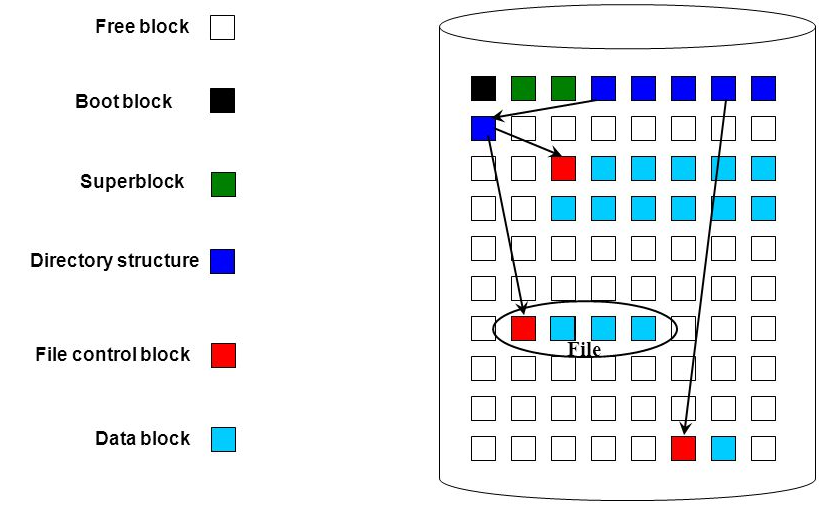 Free block
Boot block
Superblock
Directory structure
File control block
File
Data block